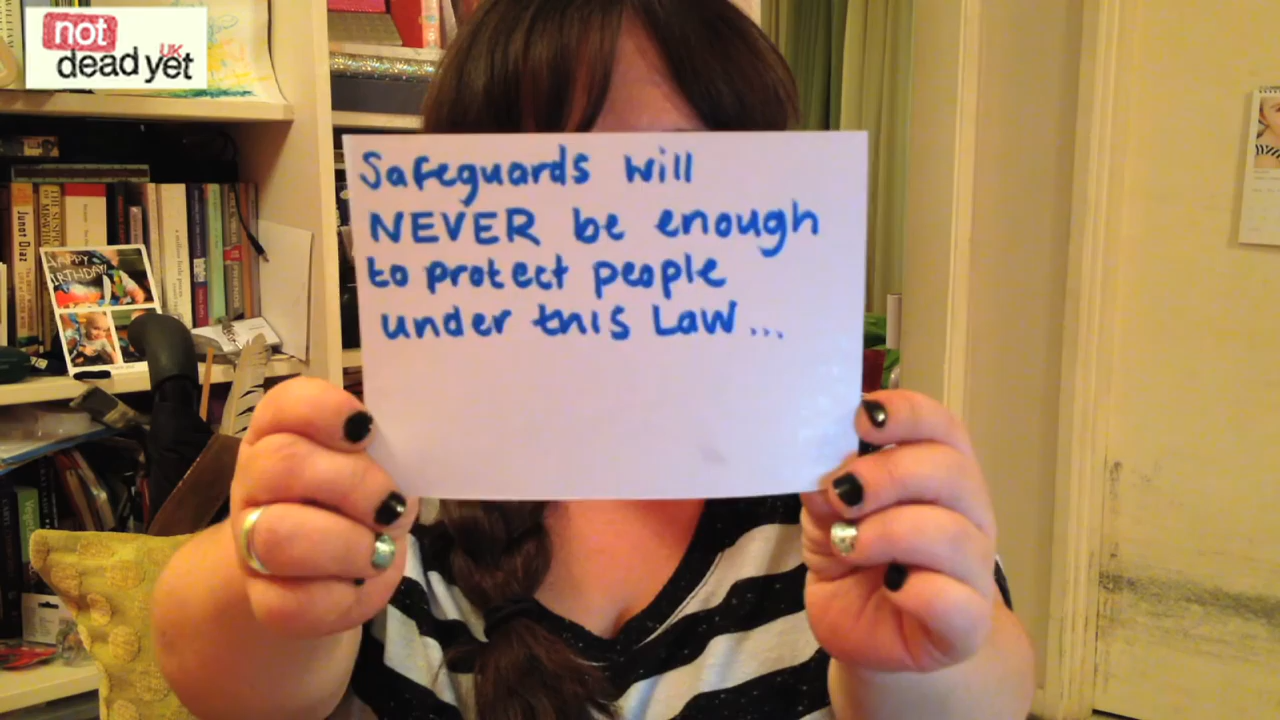 not
UK
dead yet
Safeguards will
NEVER be enough
to protect people
under this Law...
HAPPY
BIRTHDAY!
Junot Díaz